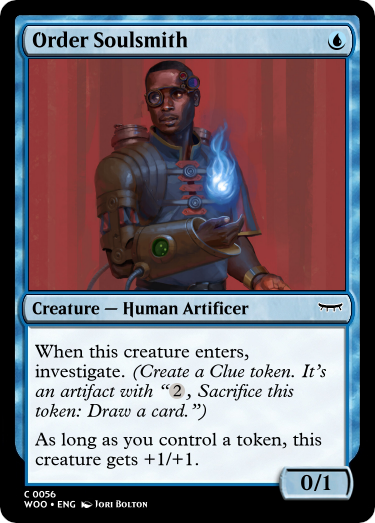 Order Soulsmith
Creature — Human Artificer
When this creature enters,
investigate. (Create a Clue token. It's
an artifact with “2, Sacrifice this
token: Draw a card.”)
As long as you control a token, this
creature gets +1/+1.
0/1
C 0056
WOO • ENG Jori Bolton